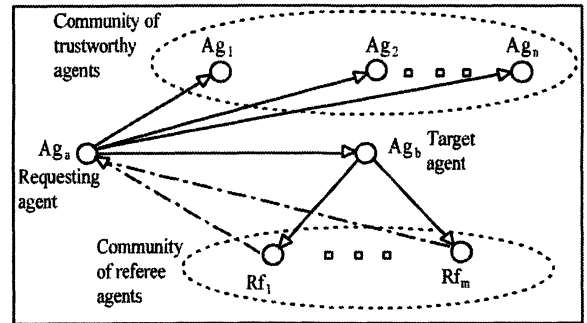 Community of
trustworthy
agents
Ag1
Ag2
Agn
Aga
Requesting
agent
Agb
Target
agent
Community
of referee
agents
Rf1
Rfm